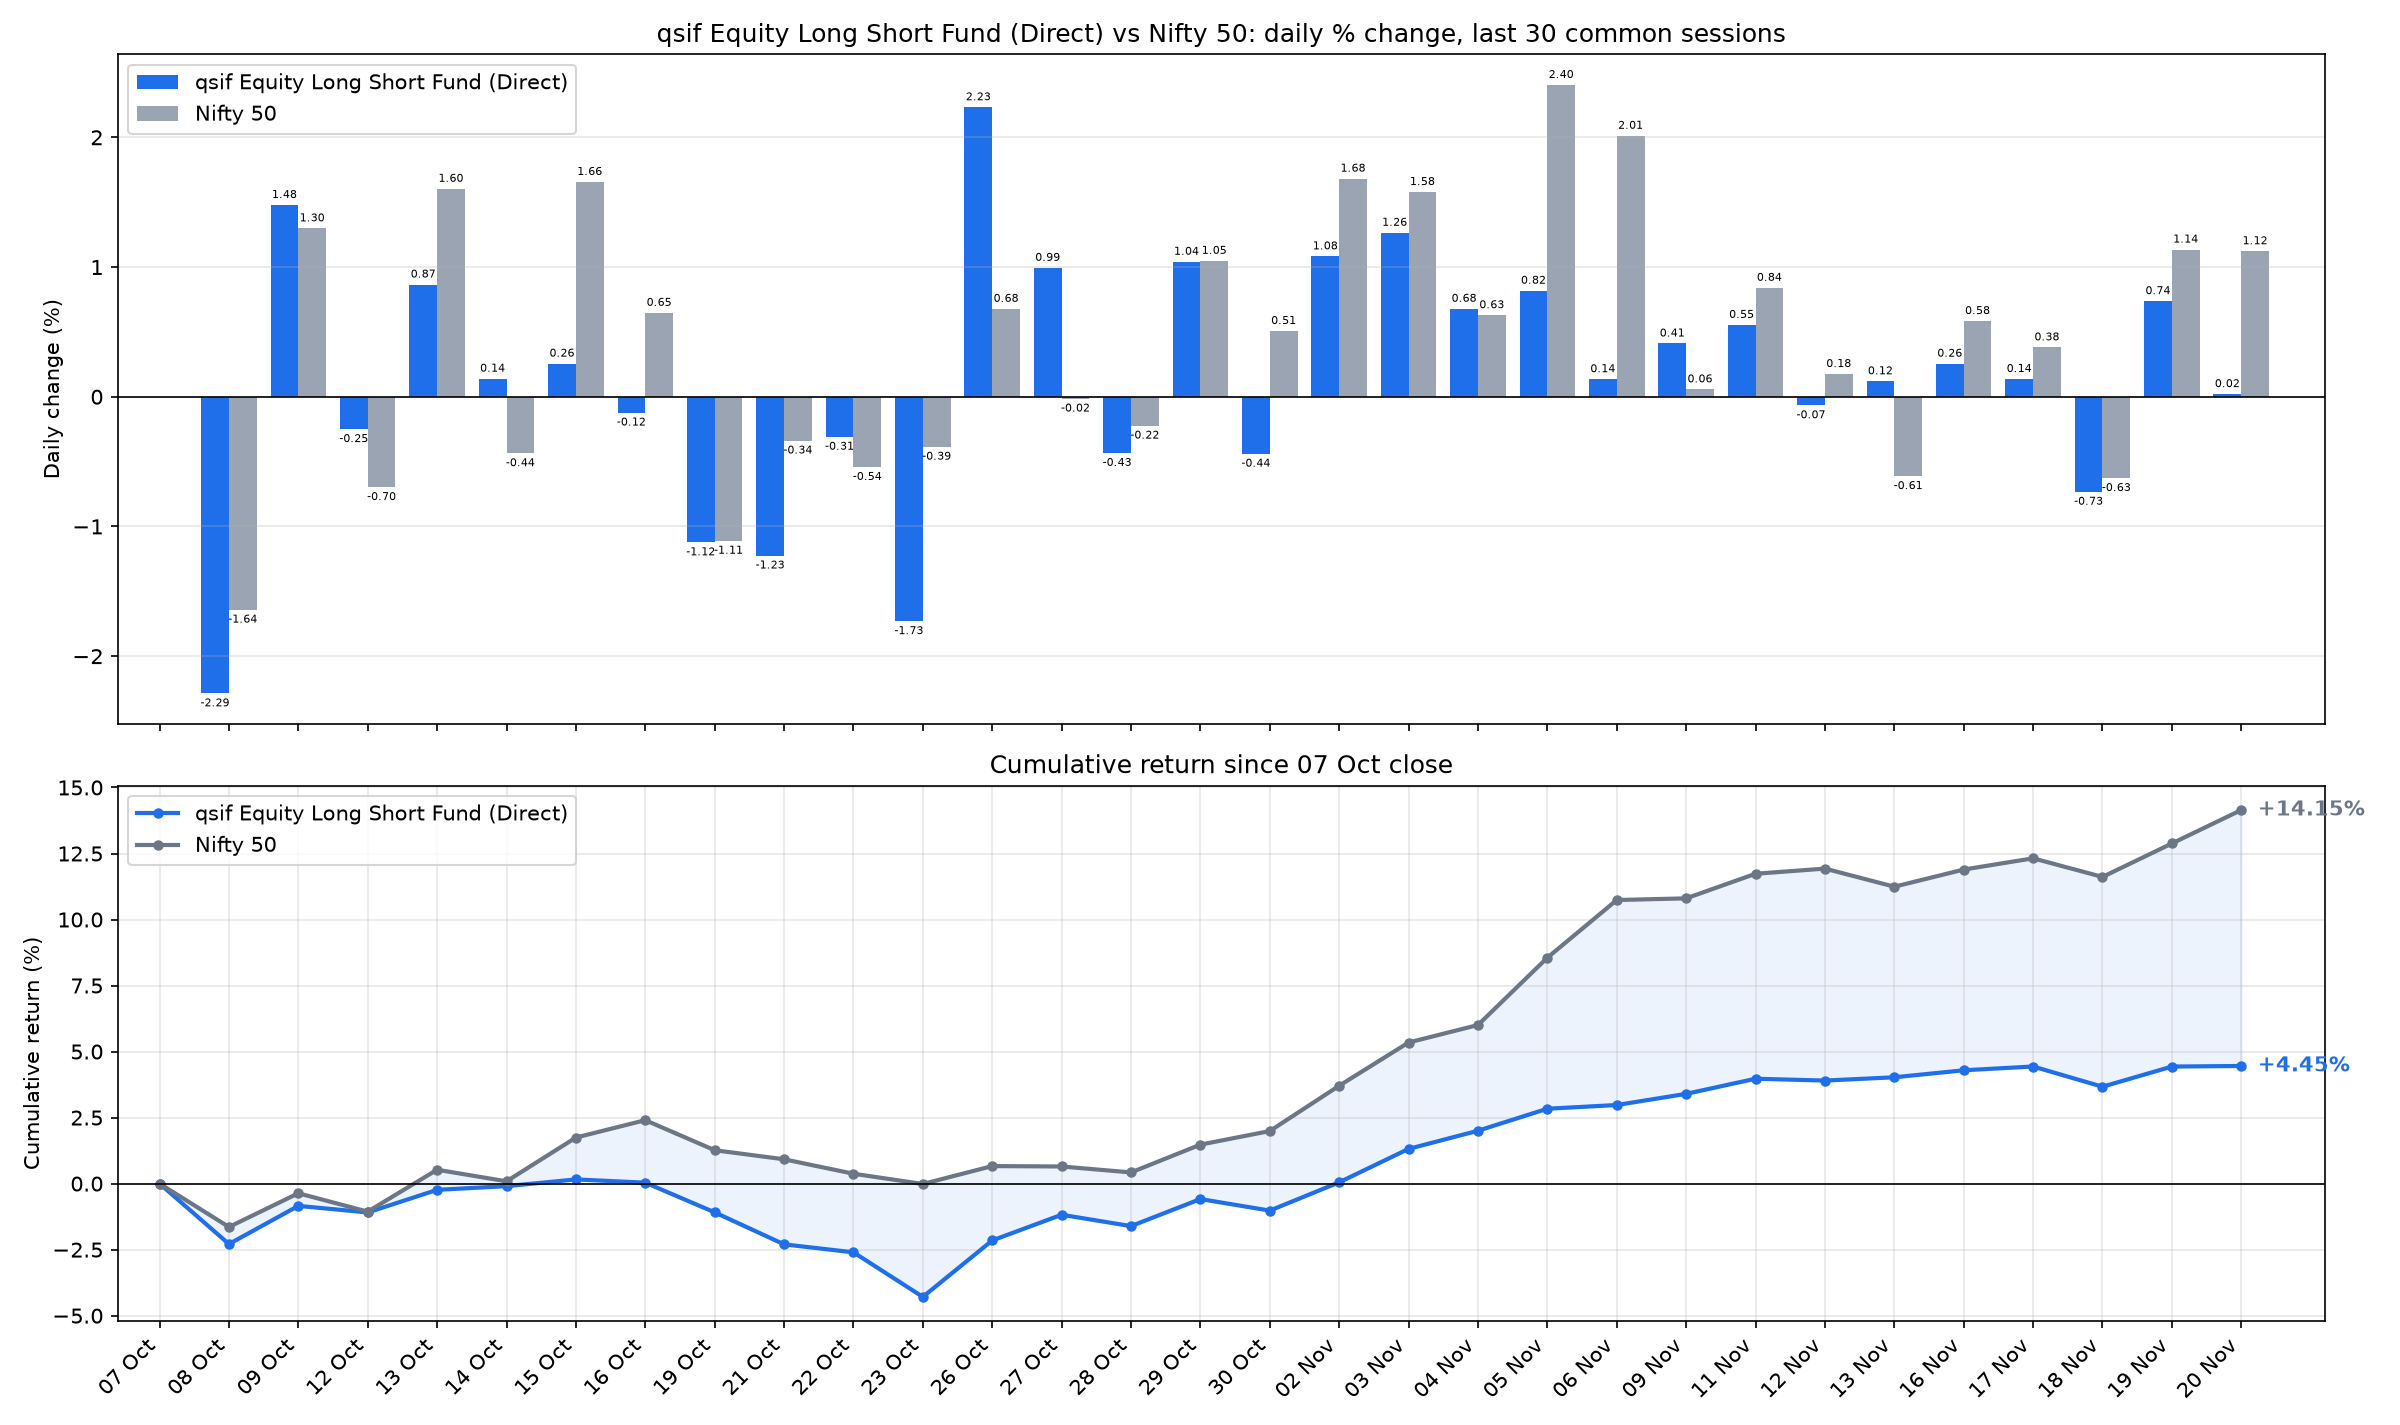 qsif Equity Long Short Fund (Direct) vs Nifty 50: daily % change, last 30 common sessions
qsif Equity Long Short Fund (Direct)
Nifty 50
Daily change (%)
2
1
0
−1
−2
-2.29
-1.64
1.48
1.30
-0.25
-0.70
0.87
1.60
0.14
-0.44
0.26
1.66
-0.12
0.65
-1.12
-1.11
-1.23
-0.34
-0.31
-0.54
-1.73
-0.39
2.23
0.68
0.99
-0.02
-0.43
-0.22
1.04
1.05
-0.44
0.51
1.08
1.68
1.26
1.58
0.68
0.63
0.82
2.40
0.14
2.01
0.41
0.06
0.55
0.84
-0.07
0.18
0.12
-0.61
0.26
0.58
0.14
0.38
-0.73
-0.63
0.74
1.14
0.02
1.12
Cumulative return since 07 Oct close
qsif Equity Long Short Fund (Direct)
Nifty 50
Cumulative return (%)
15.0
12.5
10.0
7.5
5.0
2.5
0.0
−2.5
−5.0
+14.15%
+4.45%
07 Oct
08 Oct
09 Oct
12 Oct
13 Oct
14 Oct
15 Oct
16 Oct
19 Oct
21 Oct
22 Oct
23 Oct
26 Oct
27 Oct
28 Oct
29 Oct
30 Oct
02 Nov
03 Nov
04 Nov
05 Nov
06 Nov
09 Nov
11 Nov
12 Nov
13 Nov
16 Nov
17 Nov
18 Nov
19 Nov
20 Nov